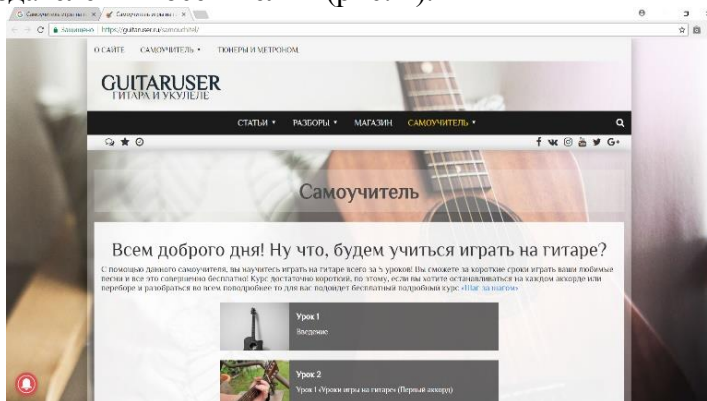 Самоучитель игры на г
Самоучитель игры на г
Защищено https://guitaruser.ru/samouchitel/
О САЙТЕ САМОУЧИТЕЛЬ ТЮНЕРЫ И МЕТРОНОМ
GUITARUSER
ГИТАРА И УКУЛЕЛЕ
СТАТЬИ РАЗБОРЫ МАГАЗИН САМОУЧИТЕЛЬ
Самоучитель
Всем доброго дня! Ну что, будем учиться играть на гитаре?
С помощью данного самоучителя, вы научитесь играть на гитаре всего за 5 уроков! Вы сможете за короткие сроки играть ваши любимые
песни и все это совершенно бесплатно! Курс достаточно короткий, по этому, если вы хотите останавливаться на каждом аккорде или
переборе и разобраться во всем поподробнее то для вас подойдет бесплатный подробный курс «Шаг за шагом»
Урок 1
Введение
Урок 2
Урок 1 «Уроки игры на гитаре» (Первый аккорд)